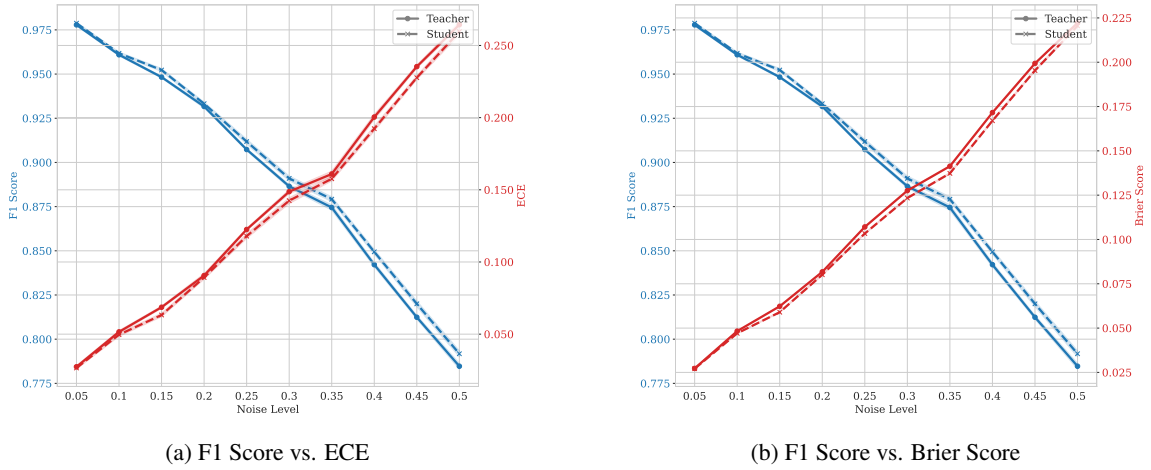 Teacher
Student
0.975
0.950
0.925
0.900
0.875
0.850
0.825
0.800
0.775
F1 Score
0.250
0.200
0.150
0.100
0.050
ECE
0.05 0.1 0.15 0.2 0.25 0.3 0.35 0.4 0.45 0.5
Noise Level
(a) F1 Score vs. ECE
Teacher
Student
0.975
0.950
0.925
0.900
0.875
0.850
0.825
0.800
0.775
F1 Score
0.225
0.200
0.175
0.150
0.125
0.100
0.075
0.050
0.025
Brier Score
0.05 0.1 0.15 0.2 0.25 0.3 0.35 0.4 0.45 0.5
Noise Level
(b) F1 Score vs. Brier Score